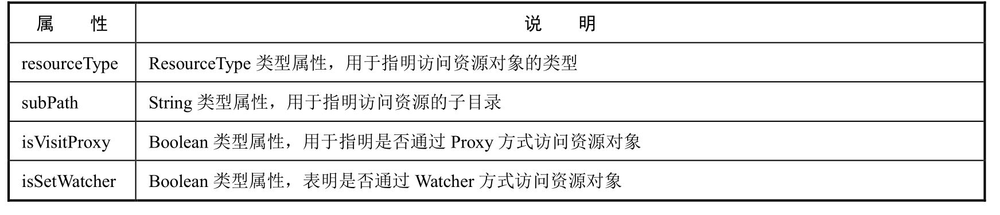 属 性 说 明
resourceType ResourceType 类型属性，用于指明访问资源对象的类型
subPath String 类型属性，用于指明访问资源的子目录
isVisitProxy Boolean 类型属性，用于指明是否通过 Proxy 方式访问资源对象
isSetWatcher Boolean 类型属性，表明是否通过 Watcher 方式访问资源对象